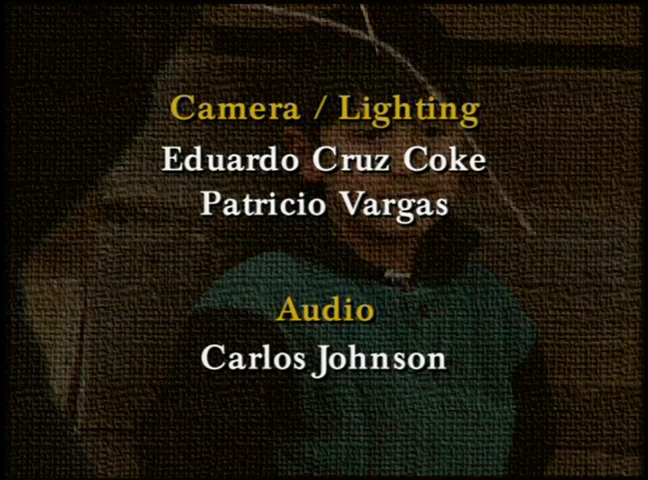 Camera / Lighting
Eduardo Cruz Coke
Patricio Vargas
Audio
Carlos Johnson